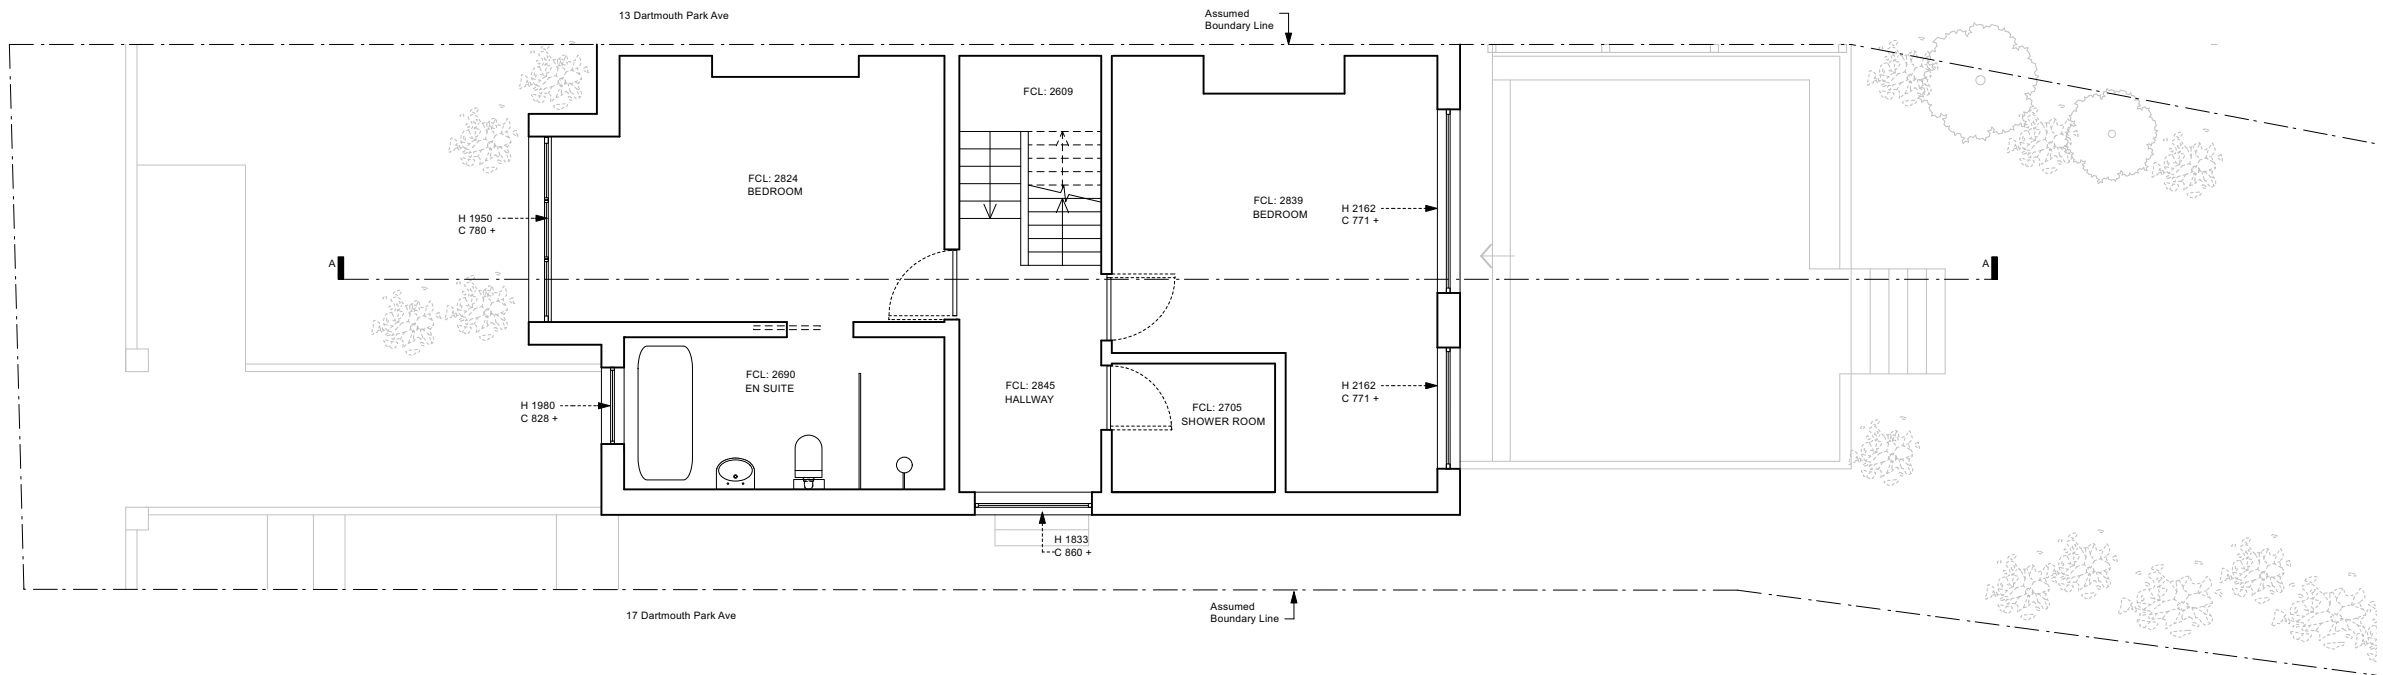 13 Dartmouth Park Ave
Assumed
Boundary Line
FCL: 2609
FCL: 2824
BEDROOM
FCL: 2839
BEDROOM
H 1950
C 780 +
H 2162
C 771 +
A
A
FCL: 2690
EN SUITE
FCL: 2845
HALLWAY
H 2162
C 771 +
H 1980
C 828 +
FCL: 2705
SHOWER ROOM
H 1833
C 860 +
17 Dartmouth Park Ave
Assumed
Boundary Line